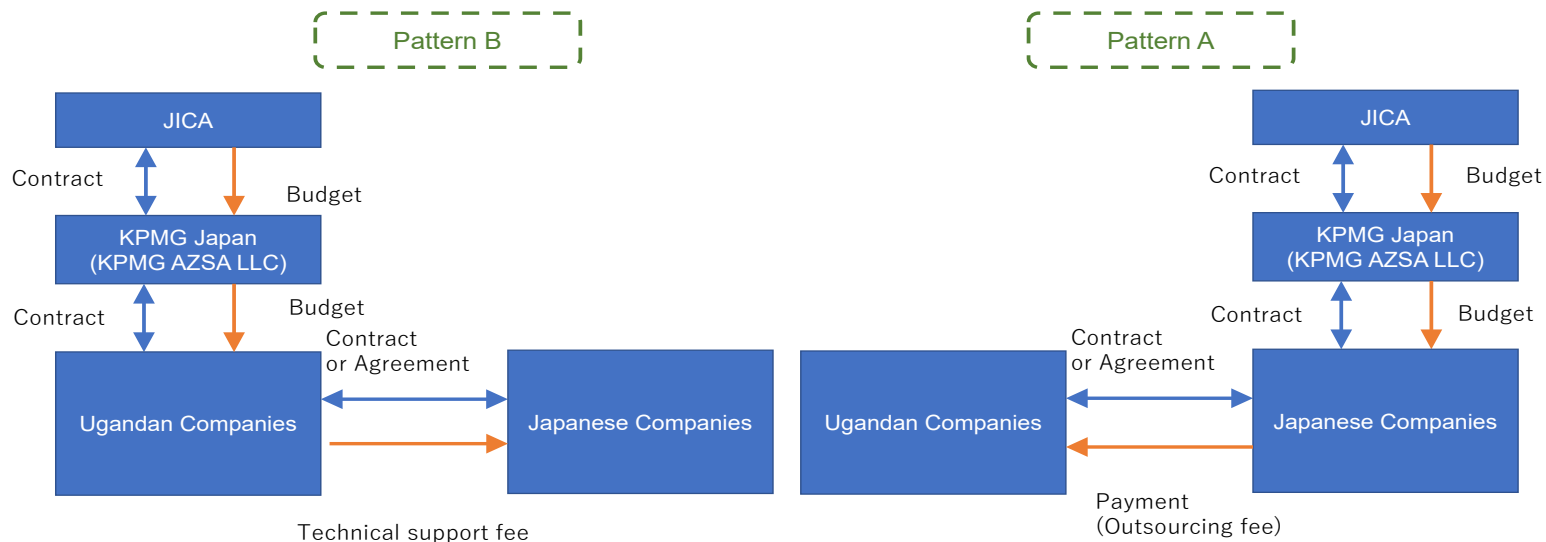 Pattern B
JICA
Contract
Budget
KPMG Japan
(KPMG AZSA LLC)
Contract
Budget
Contract
or Agreement
Ugandan Companies
Japanese Companies
Technical support fee
Pattern A
JICA
Contract
Budget
KPMG Japan
(KPMG AZSA LLC)
Contract
Budget
Contract
or Agreement
Ugandan Companies
Japanese Companies
Payment
(Outsourcing fee)